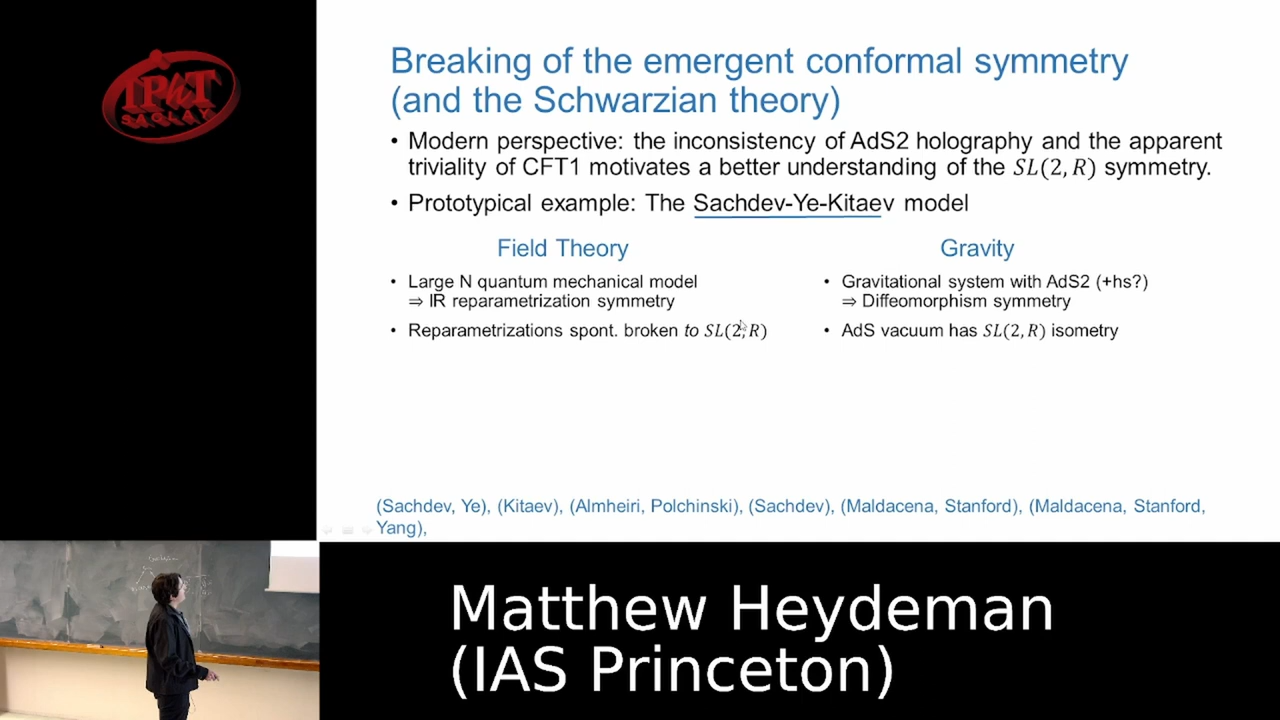 IPhT
SACLAY
Breaking of the emergent conformal symmetry
(and the Schwarzian theory)
• Modern perspective: the inconsistency of AdS2 holography and the apparent
triviality of CFT1 motivates a better understanding of the SL(2,R) symmetry.
• Prototypical example: The Sachdev-Ye-Kitaev model
Field Theory
• Large N quantum mechanical model
⇒ IR reparametrization symmetry
• Reparametrizations spont. broken to SL(2,R)
Gravity
• Gravitational system with AdS2 (+hs?)
⇒ Diffeomorphism symmetry
• AdS vacuum has SL(2,R) isometry
(Sachdev, Ye), (Kitaev), (Almheiri, Polchinski), (Sachdev), (Maldacena, Stanford), (Maldacena, Stanford,
Yang),
Matthew Heydeman
(IAS Princeton)